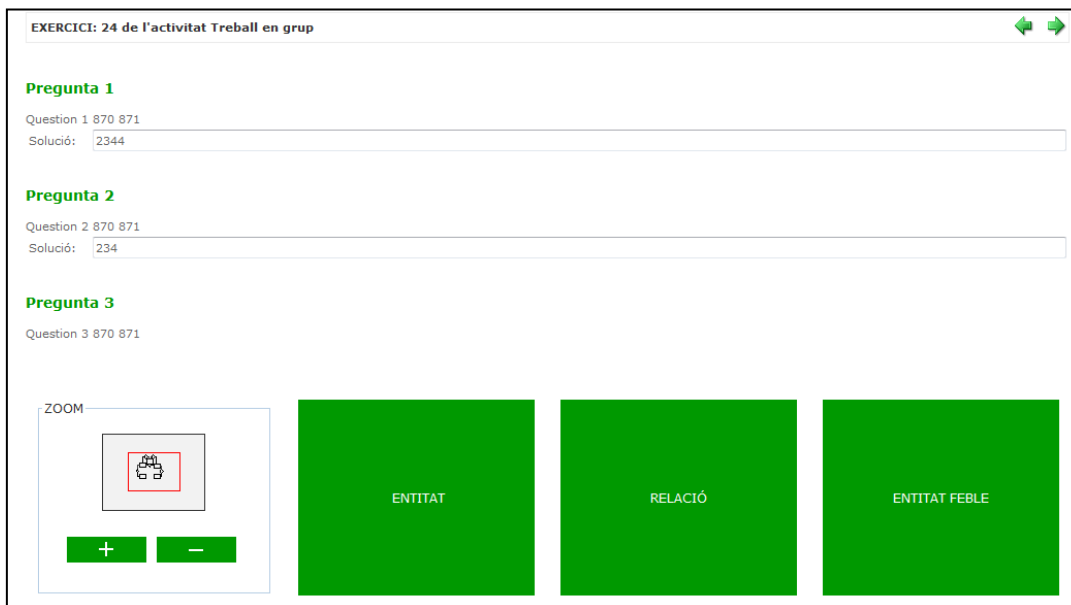 EXERCICI: 24 de l'activitat Treball en grup
Pregunta 1
Question 1 870 871
Solució: 2344
Pregunta 2
Question 2 870 871
Solució: 234
Pregunta 3
Question 3 870 871
ZOOM
ENTITAT RELACIÓ ENTITAT FEBLE
+ −